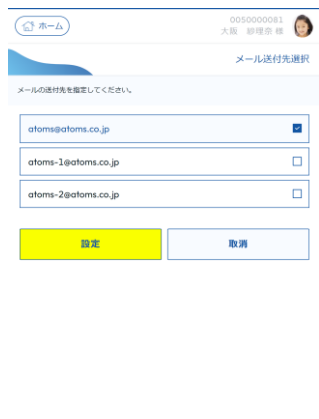 ホーム
0050000081
大阪 紗理奈 様
メール送付先選択
メールの送付先を指定してください。
atoms@atoms.co.jp
atoms-1@atoms.co.jp
atoms-2@atoms.co.jp
設定
取消